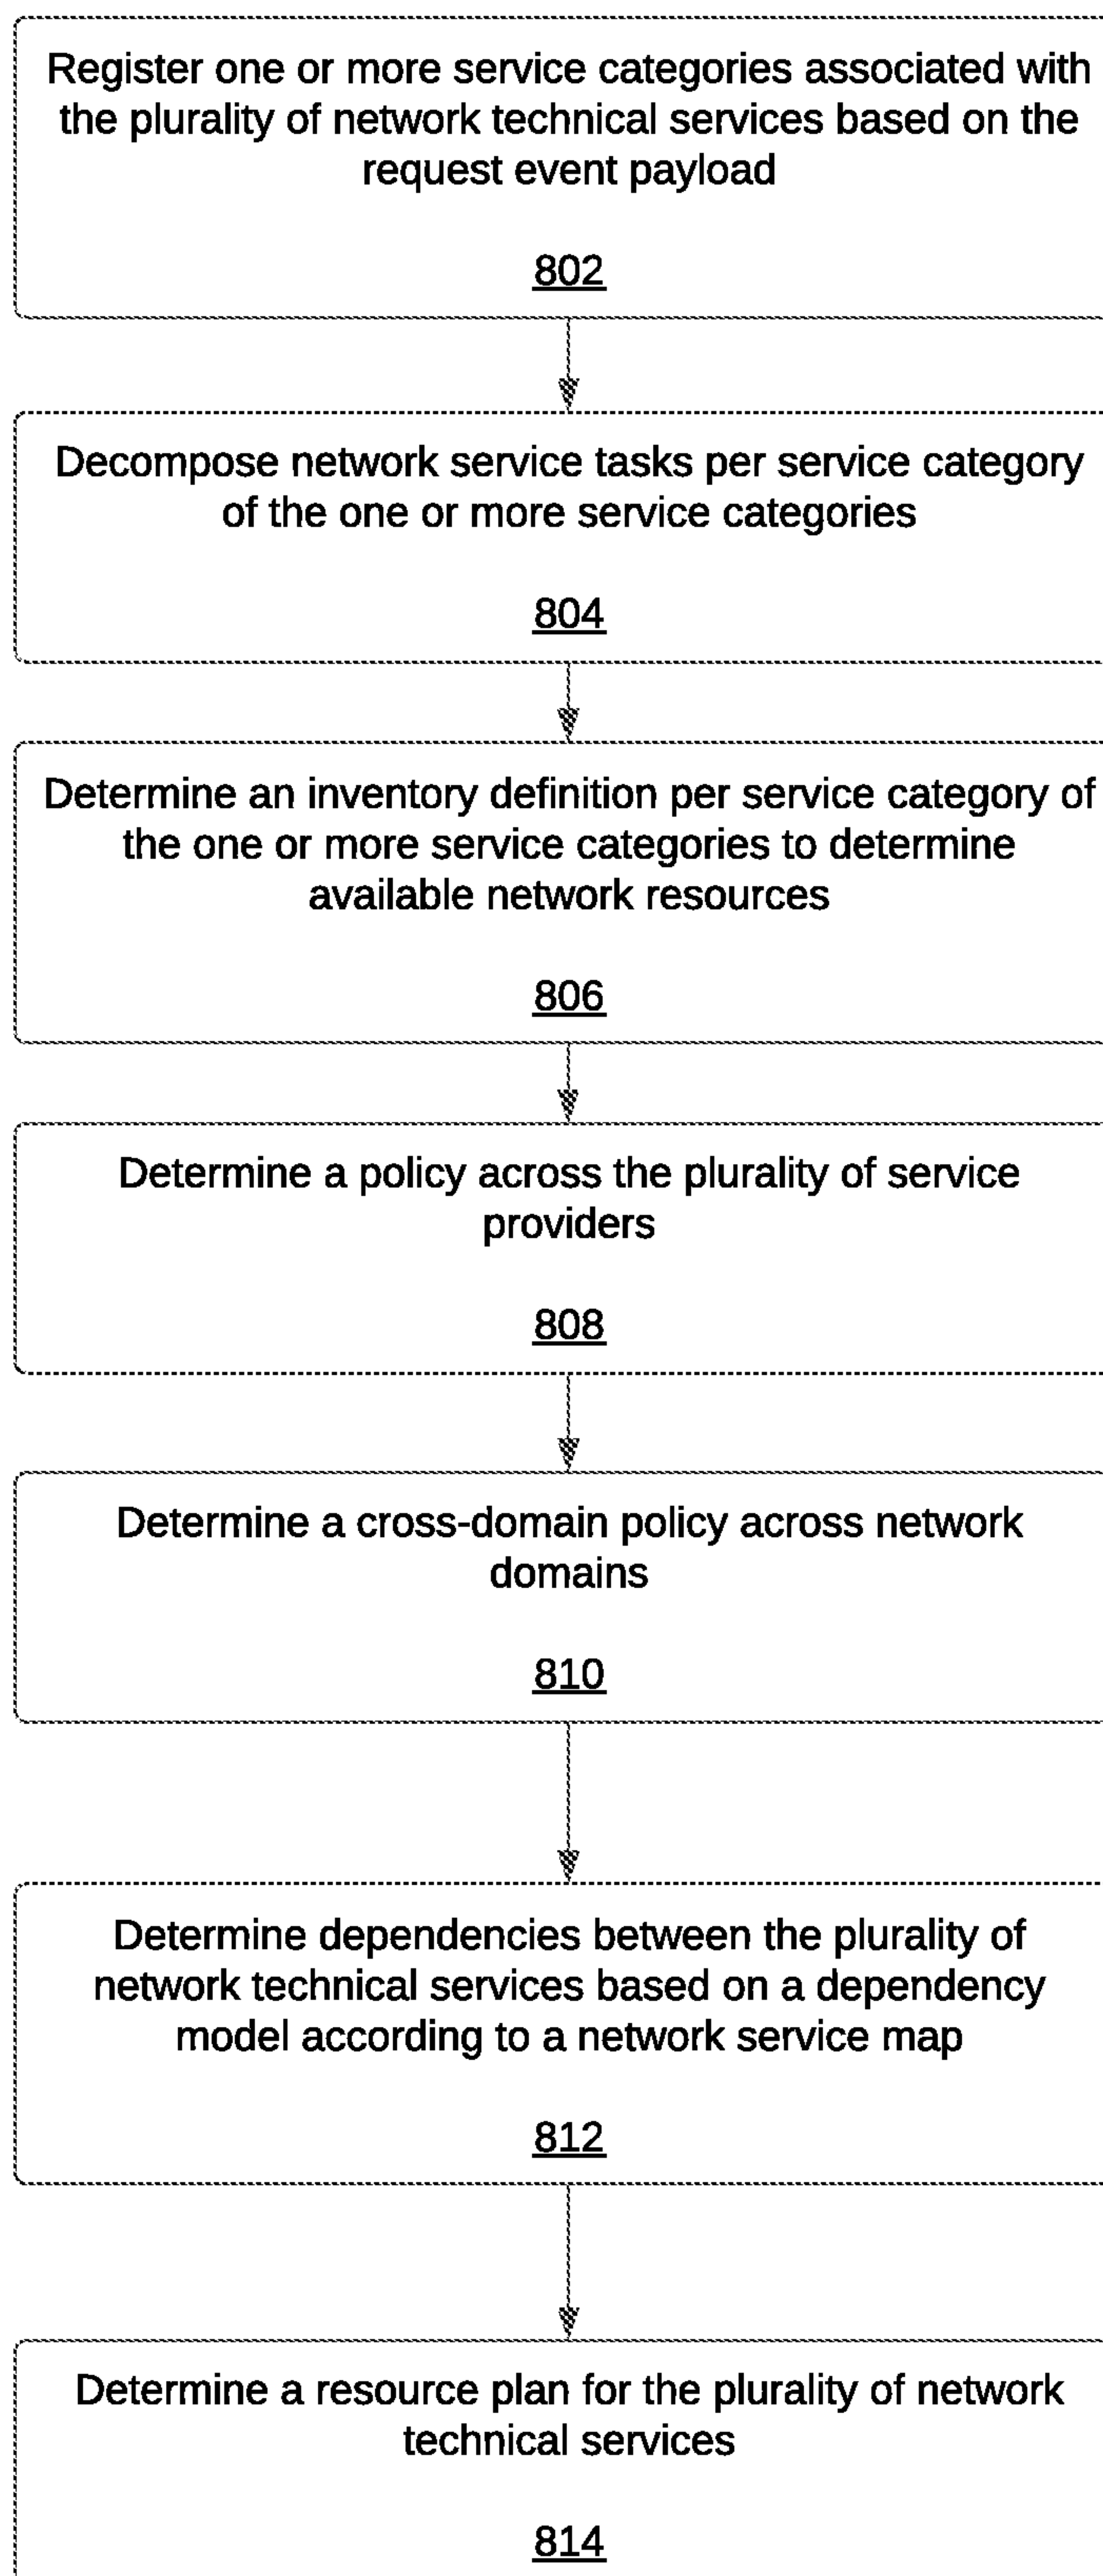 Register one or more service categories associated with
the plurality of network technical services based on the
request event payload
802
Decompose network service tasks per service category
of the one or more service categories
804
Determine an inventory definition per service category of
the one or more service categories to determine
available network resources
806
Determine a policy across the plurality of service
providers
808
Determine a cross-domain policy across network
domains
810
Determine dependencies between the plurality of
network technical services based on a dependency
model according to a network service map
812
Determine a resource plan for the plurality of network
technical services
814